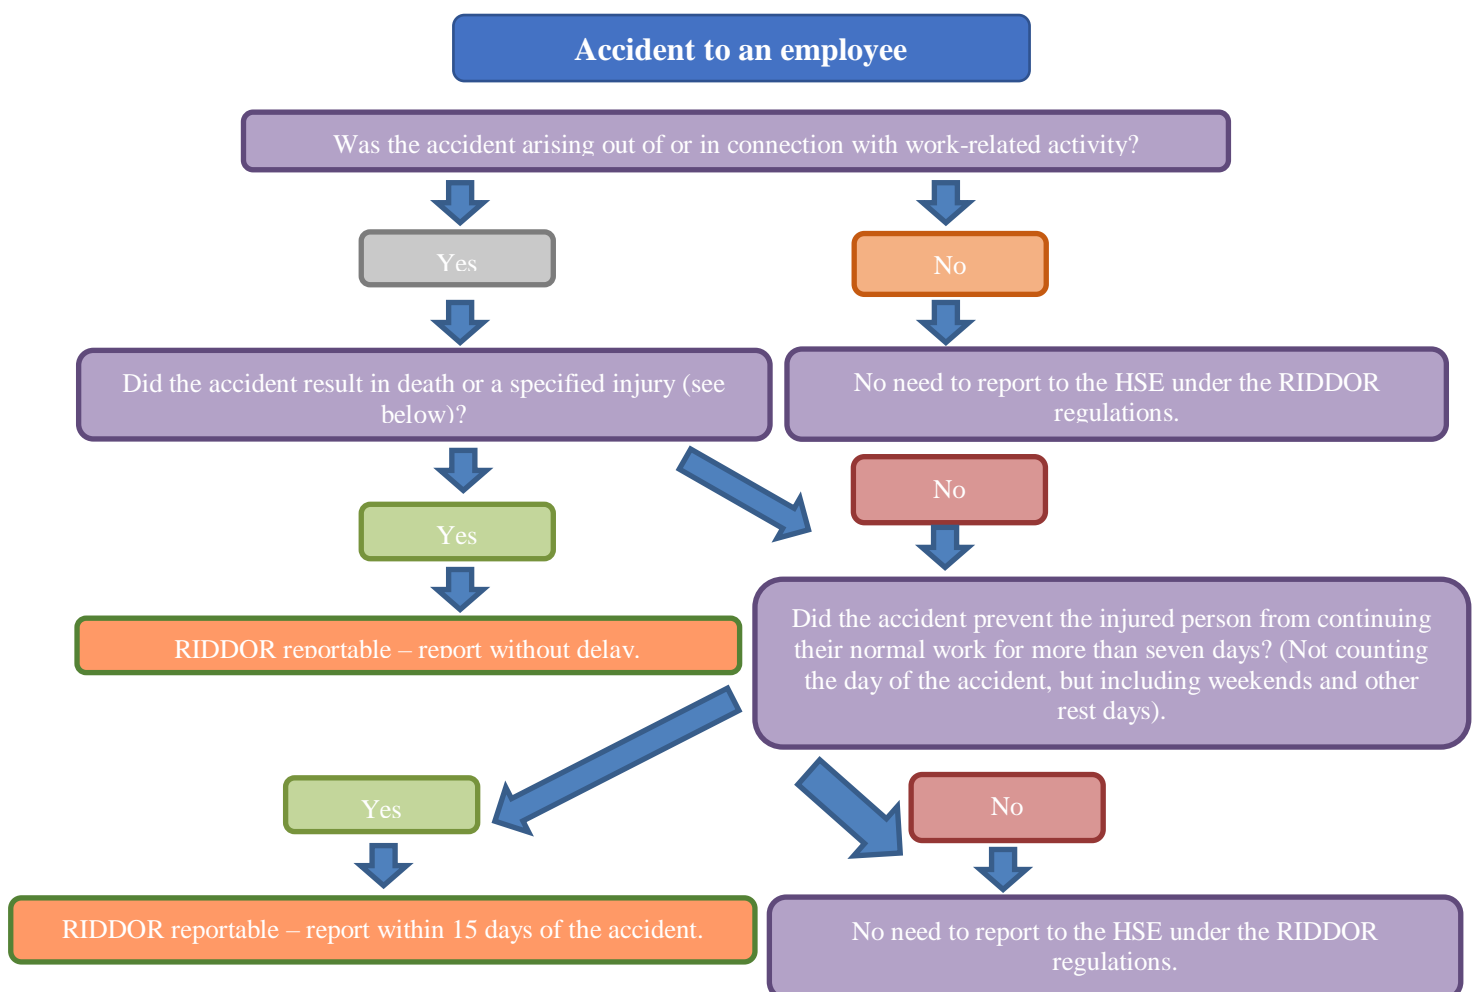 Accident to an employee
Was the accident arising out of or in connection with work-related activity?
Yes
No
Did the accident result in death or a specified injury (see
below)?
No need to report to the HSE under the RIDDOR
regulations.
Yes
No
RIDDOR reportable – report without delay.
Did the accident prevent the injured person from continuing
their normal work for more than seven days? (Not counting
the day of the accident, but including weekends and other
rest days).
Yes
No
RIDDOR reportable – report within 15 days of the accident.
No need to report to the HSE under the RIDDOR
regulations.